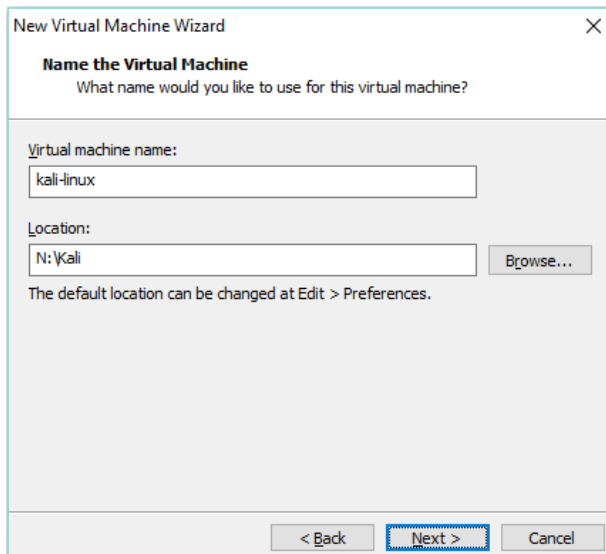 New Virtual Machine Wizard
Name the Virtual Machine
What name would you like to use for this virtual machine?
Virtual machine name:
kali-linux
Location:
N:\Kali
Browse...
The default location can be changed at Edit > Preferences.
< Back Next > Cancel